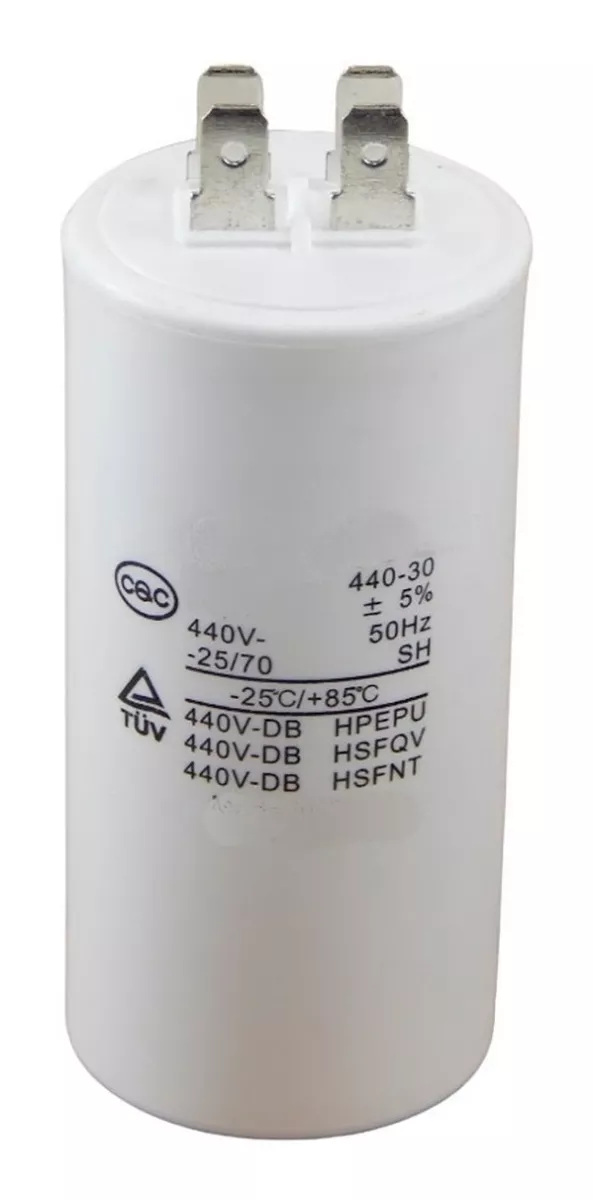 CQC
440-30
± 5%
440V- 50Hz
-25/70 SH
-25℃/+85℃
TÜV
440V-DB HPEPU
440V-DB HSFQV
440V-DB HSFNT